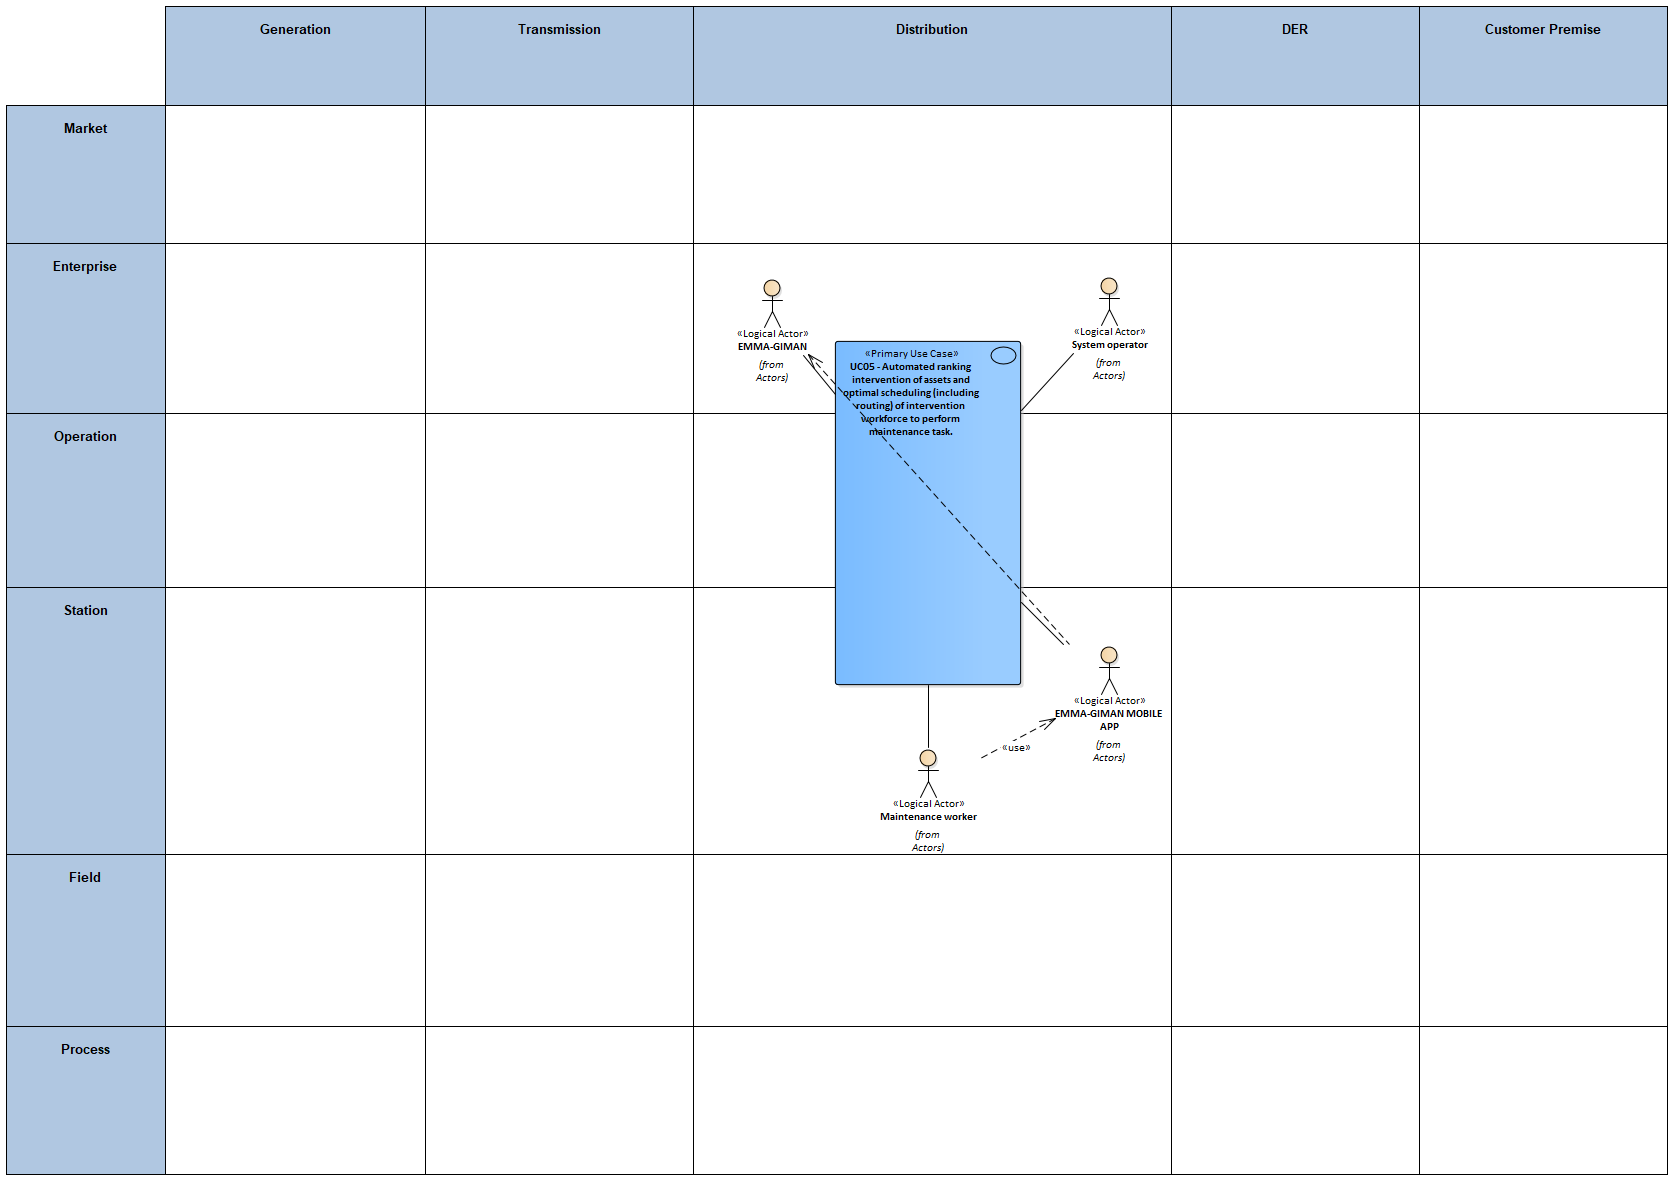 Generation
Transmission
Distribution
DER
Customer Premise
Market
Enterprise
«Logical Actor»
EMMA-GIMAN
(from
Actors)
«Primary Use Case»
UC05 - Automated ranking
intervention of assets and
optimal scheduling (including
routing) of intervention
workforce to perform
maintenance task.
«Logical Actor»
System operator
(from
Actors)
Operation
Station
«Logical Actor»
EMMA-GIMAN MOBILE
APP
(from
Actors)
«use»
«Logical Actor»
Maintenance worker
(from
Actors)
Field
Process